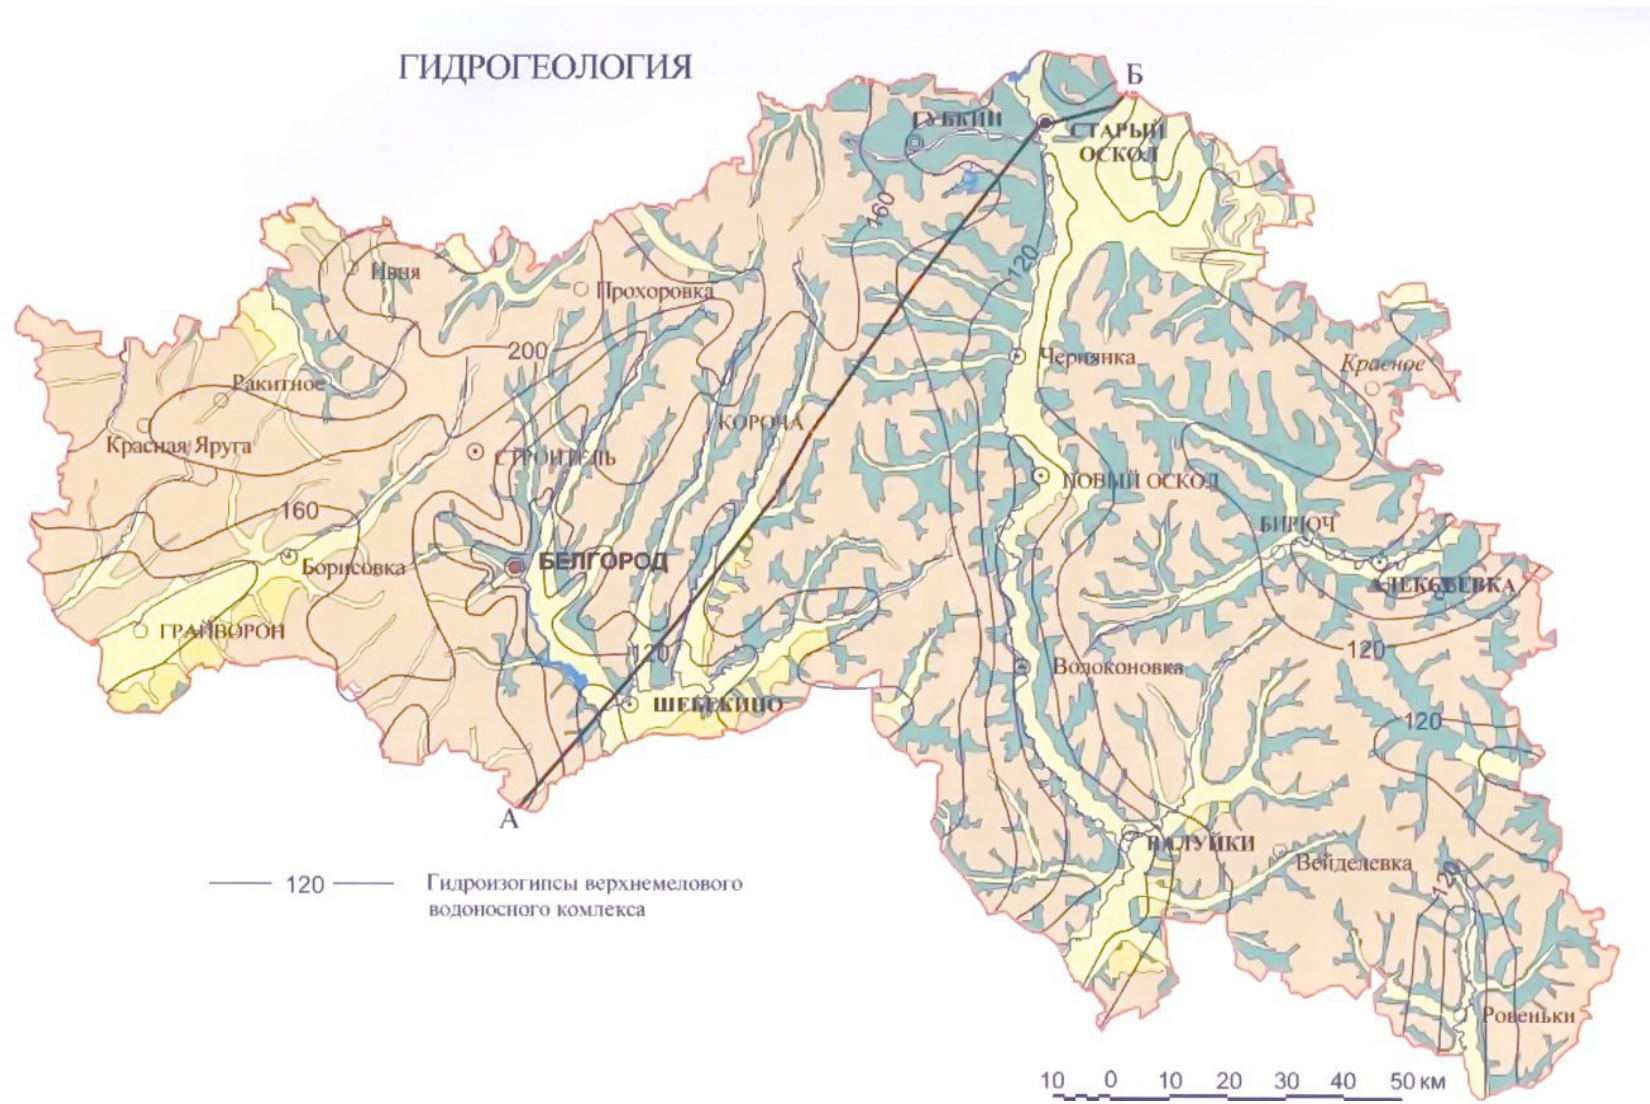 ГИДРОГЕОЛОГИЯ
Б
ГУБКИН
СТАРЫЙ
ОСКОЛ
160
120
Ивня
Прохоровка
200
Ракитное
Чернянка
Красное
Красная Яруга
КОРОЧА
СТРОИТЕЛЬ
НОВЫЙ ОСКОЛ
160
БИРЮЧ
БЕЛГОРОД
Борисовка
АЛЕКСЕЕВКА
ГРАЙВОРОН
120
120
Волоконовка
ШЕБЕКИНО
120
А
ВАЛУЙКИ
Вейделевка
120
120
Гидроизогипсы верхнемелового
водоносного комлекса
Ровеньки
10 0 10 20 30 40 50 км